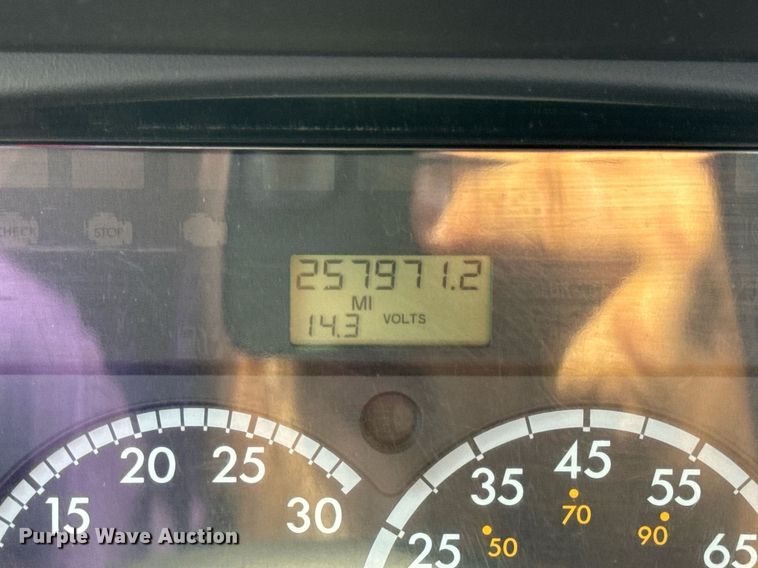 CHECK STOP
257971.2
MI
14.3 VOLTS
15 20 25 30
25 35 45 55 65
50 70 90
Purple Wave Auction